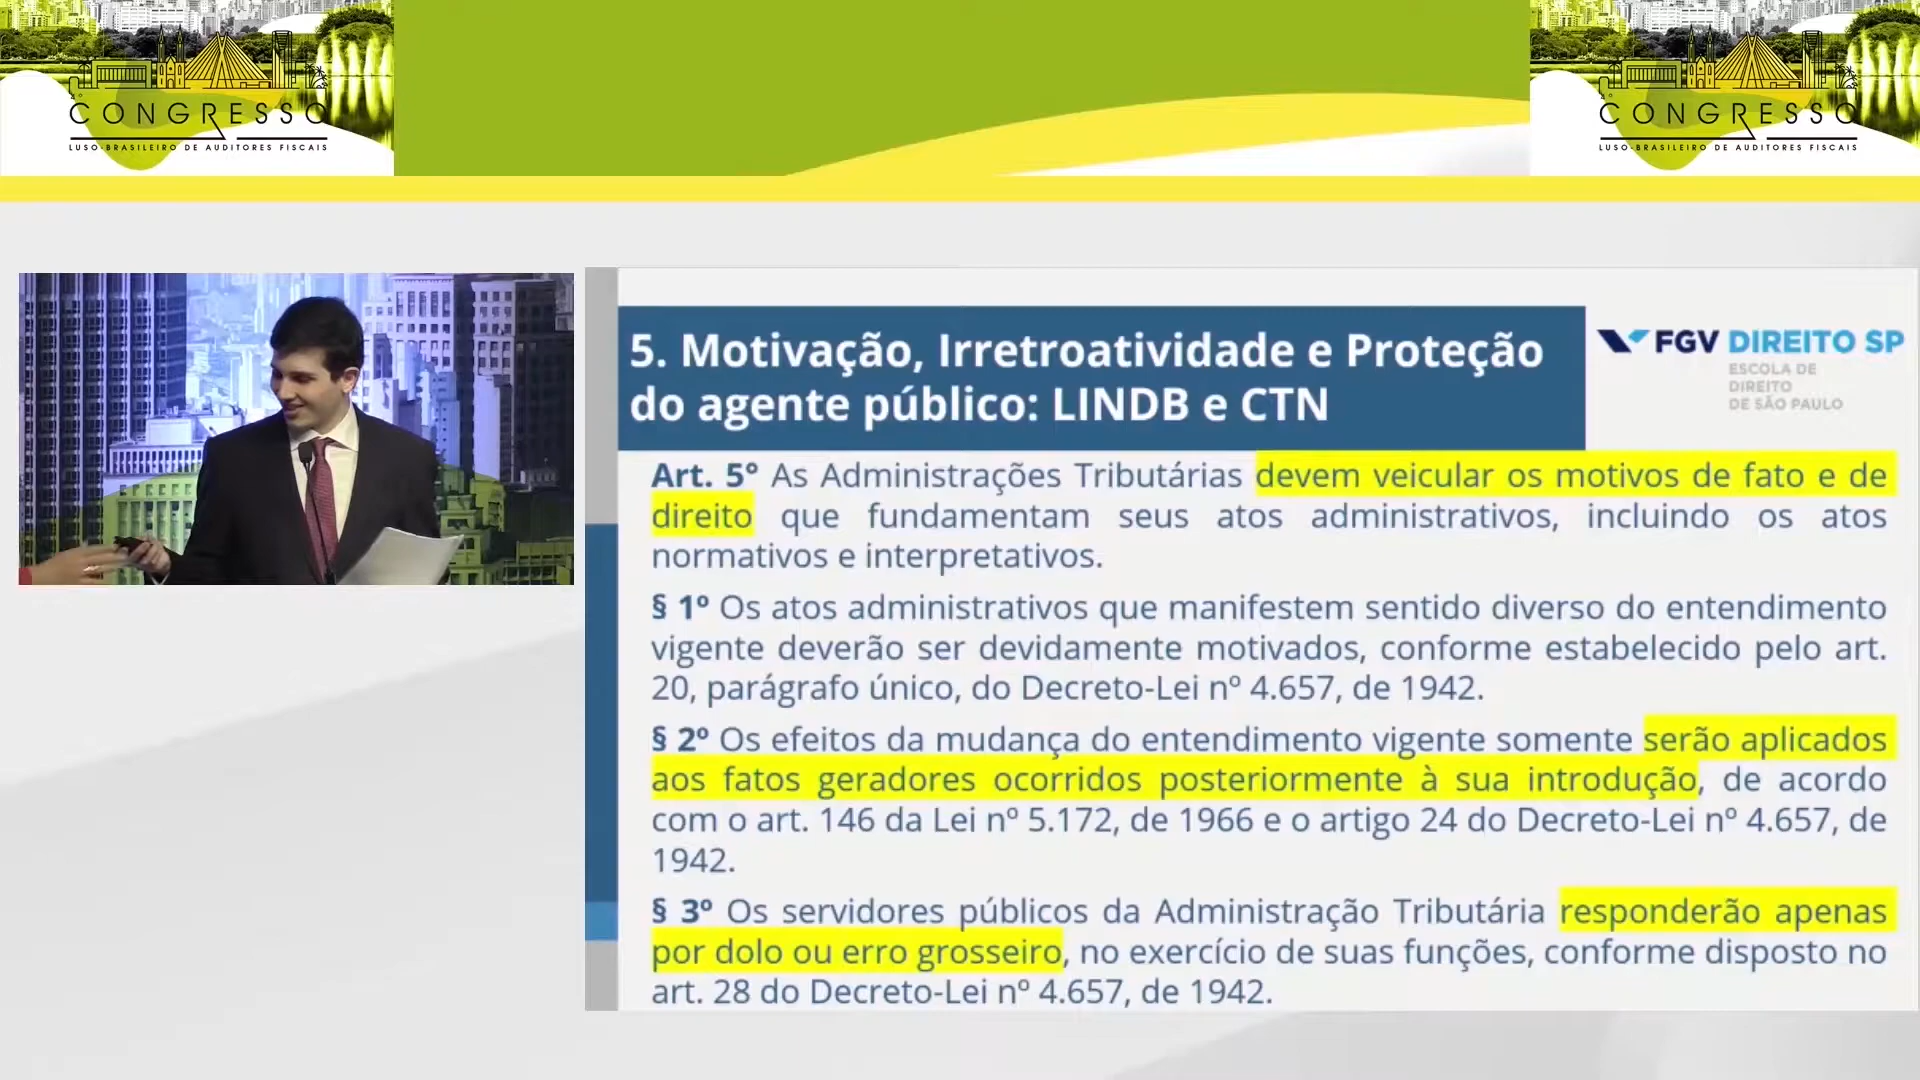 CONGRESSO
LUSO-BRASILEIRO DE AUDITORES FISCAIS
CONGRESSO
LUSO-BRASILEIRO DE AUDITORES FISCAIS
5. Motivação, Irretroatividade e Proteção
do agente público: LINDB e CTN
FGV DIREITO SP
ESCOLA DE
DIREITO
DE SÃO PAULO
Art. 5° As Administrações Tributárias devem veicular os motivos de fato e de
direito que fundamentam seus atos administrativos, incluindo os atos
normativos e interpretativos.
§ 1º Os atos administrativos que manifestem sentido diverso do entendimento
vigente deverão ser devidamente motivados, conforme estabelecido pelo art.
20, parágrafo único, do Decreto-Lei nº 4.657, de 1942.
§ 2º Os efeitos da mudança do entendimento vigente somente serão aplicados
aos fatos geradores ocorridos posteriormente à sua introdução, de acordo
com o art. 146 da Lei nº 5.172, de 1966 e o artigo 24 do Decreto-Lei nº 4.657, de
1942.
§ 3º Os servidores públicos da Administração Tributária responderão apenas
por dolo ou erro grosseiro, no exercício de suas funções, conforme disposto no
art. 28 do Decreto-Lei nº 4.657, de 1942.